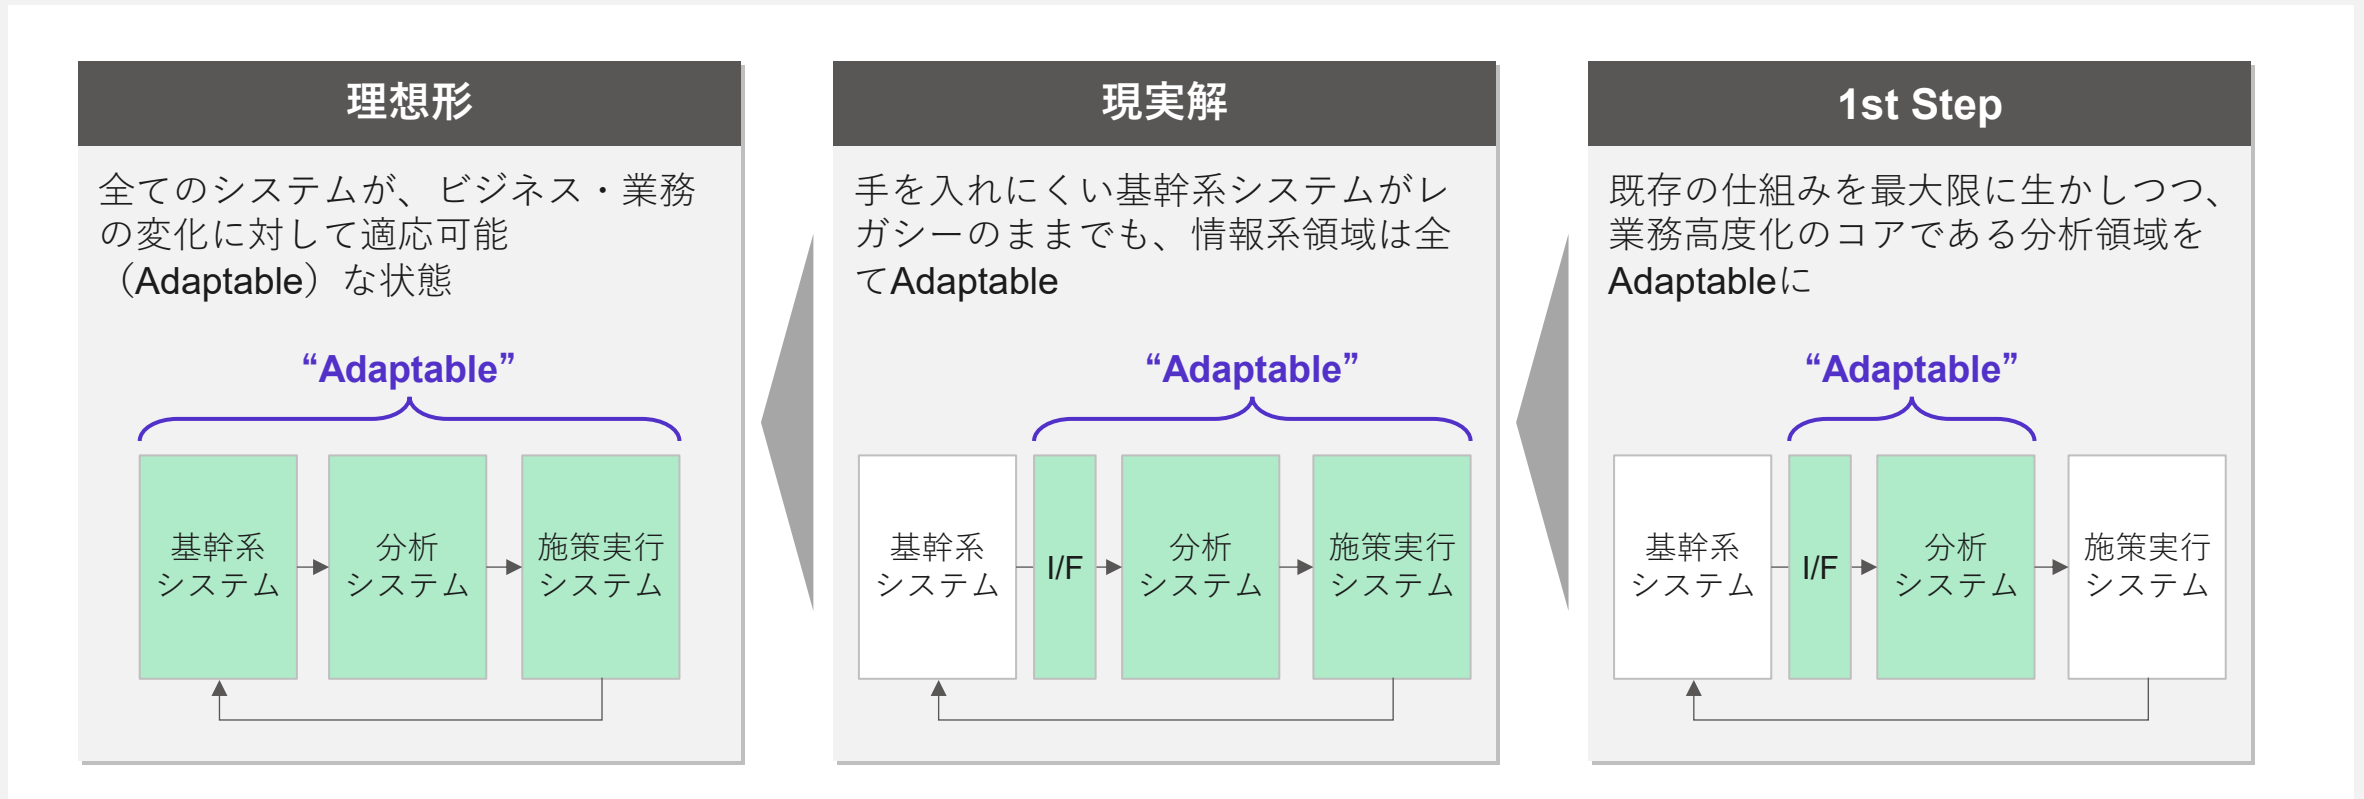 理想形
全てのシステムが、ビジネス・業務
の変化に対して適応可能
（Adaptable）な状態
“Adaptable”
基幹系
システム
分析
システム
施策実行
システム
現実解
手を入れにくい基幹系システムがレ
ガシーのままでも、情報系領域は全
てAdaptable
“Adaptable”
基幹系
システム
I/F
分析
システム
施策実行
システム
1st Step
既存の仕組みを最大限に生かしつつ、
業務高度化のコアである分析領域を
Adaptableに
“Adaptable”
基幹系
システム
I/F
分析
システム
施策実行
システム